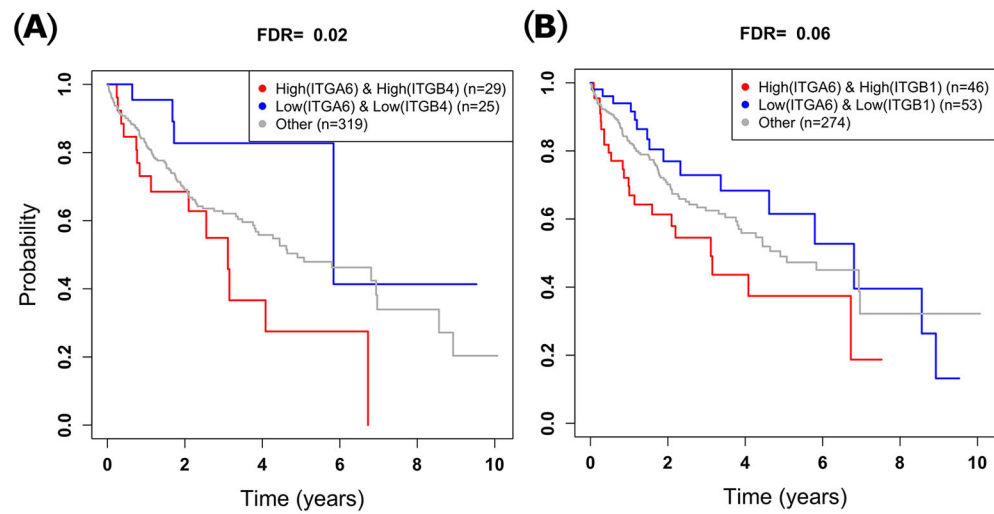 (A)
FDR= 0.02
High(ITGA6) & High(ITGB4) (n=29)
Low(ITGA6) & Low(ITGB4) (n=25)
Other (n=319)
Probability
1.0
0.8
0.6
0.4
0.2
0.0
0 2 4 6 8 10
Time (years)
(B)
FDR= 0.06
High(ITGA6) & High(ITGB1) (n=46)
Low(ITGA6) & Low(ITGB1) (n=53)
Other (n=274)
1.0
0.8
0.6
0.4
0.2
0.0
0 2 4 6 8 10
Time (years)